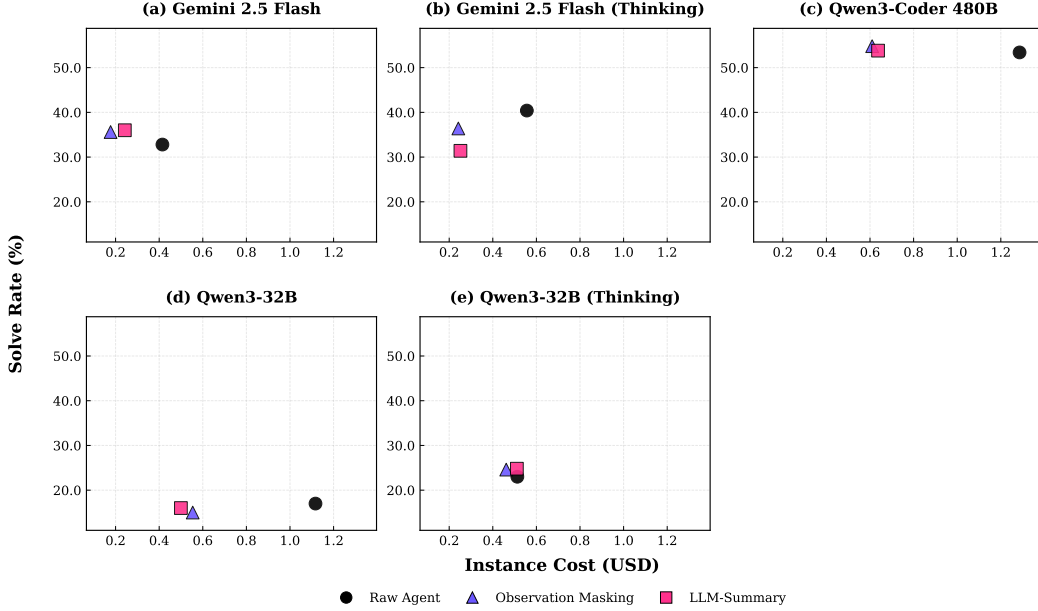 (a) Gemini 2.5 Flash
(b) Gemini 2.5 Flash (Thinking)
(c) Qwen3-Coder 480B
50.0
40.0
30.0
20.0
0.2 0.4 0.6 0.8 1.0 1.2
50.0
40.0
30.0
20.0
0.2 0.4 0.6 0.8 1.0 1.2
50.0
40.0
30.0
20.0
0.2 0.4 0.6 0.8 1.0 1.2
Solve Rate (%)
(d) Qwen3-32B
(e) Qwen3-32B (Thinking)
50.0
40.0
30.0
20.0
0.2 0.4 0.6 0.8 1.0 1.2
50.0
40.0
30.0
20.0
0.2 0.4 0.6 0.8 1.0 1.2
Instance Cost (USD)
Raw Agent Observation Masking LLM-Summary